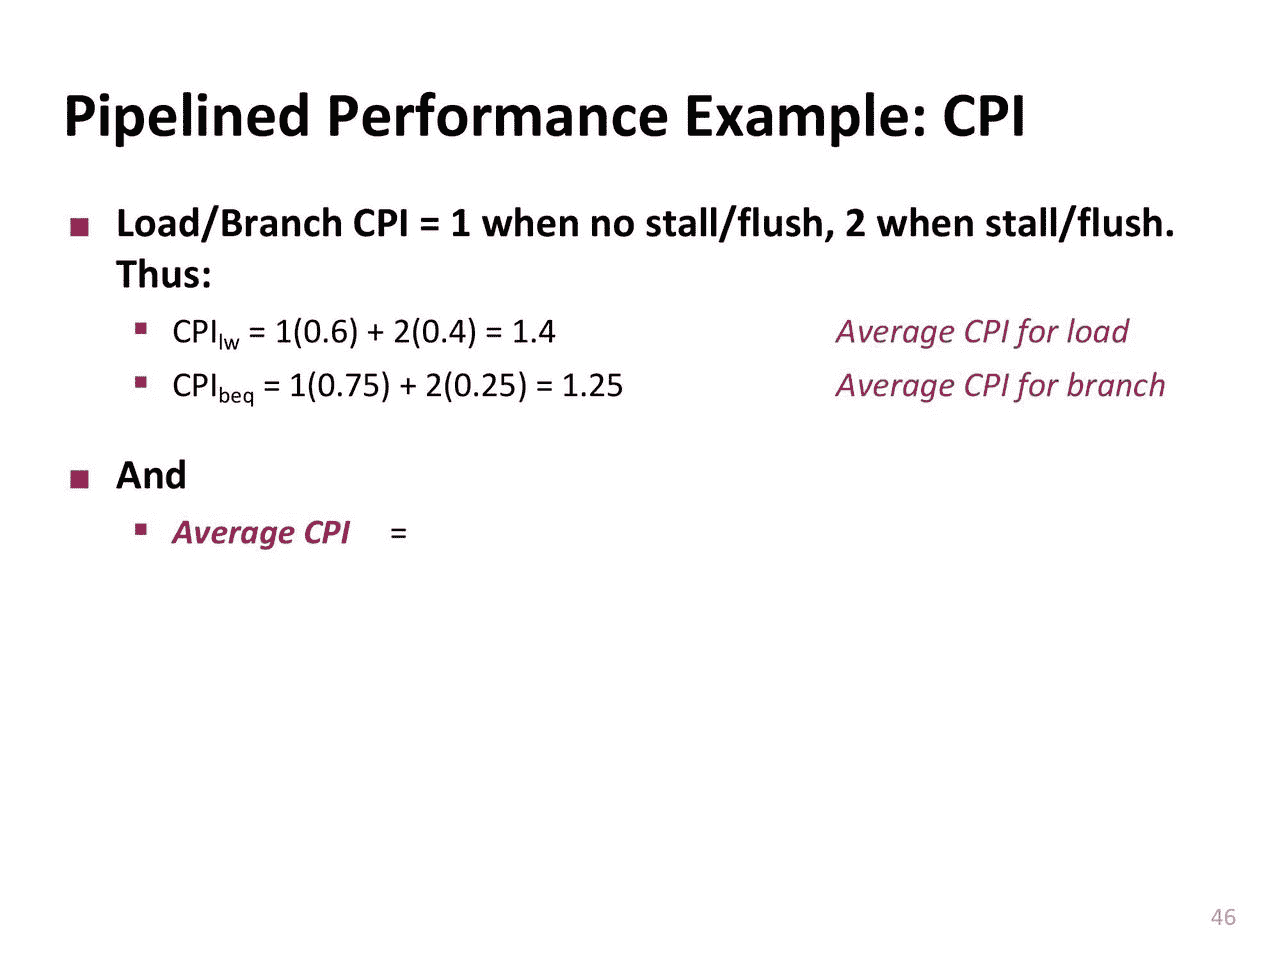 Pipelined Performance Example: CPI
Load/Branch CPI = 1 when no stall/flush, 2 when stall/flush.
Thus:
CPIlw = 1(0.6) + 2(0.4) = 1.4 Average CPI for load
CPIbeq = 1(0.75) + 2(0.25) = 1.25 Average CPI for branch
And
Average CPI =
46